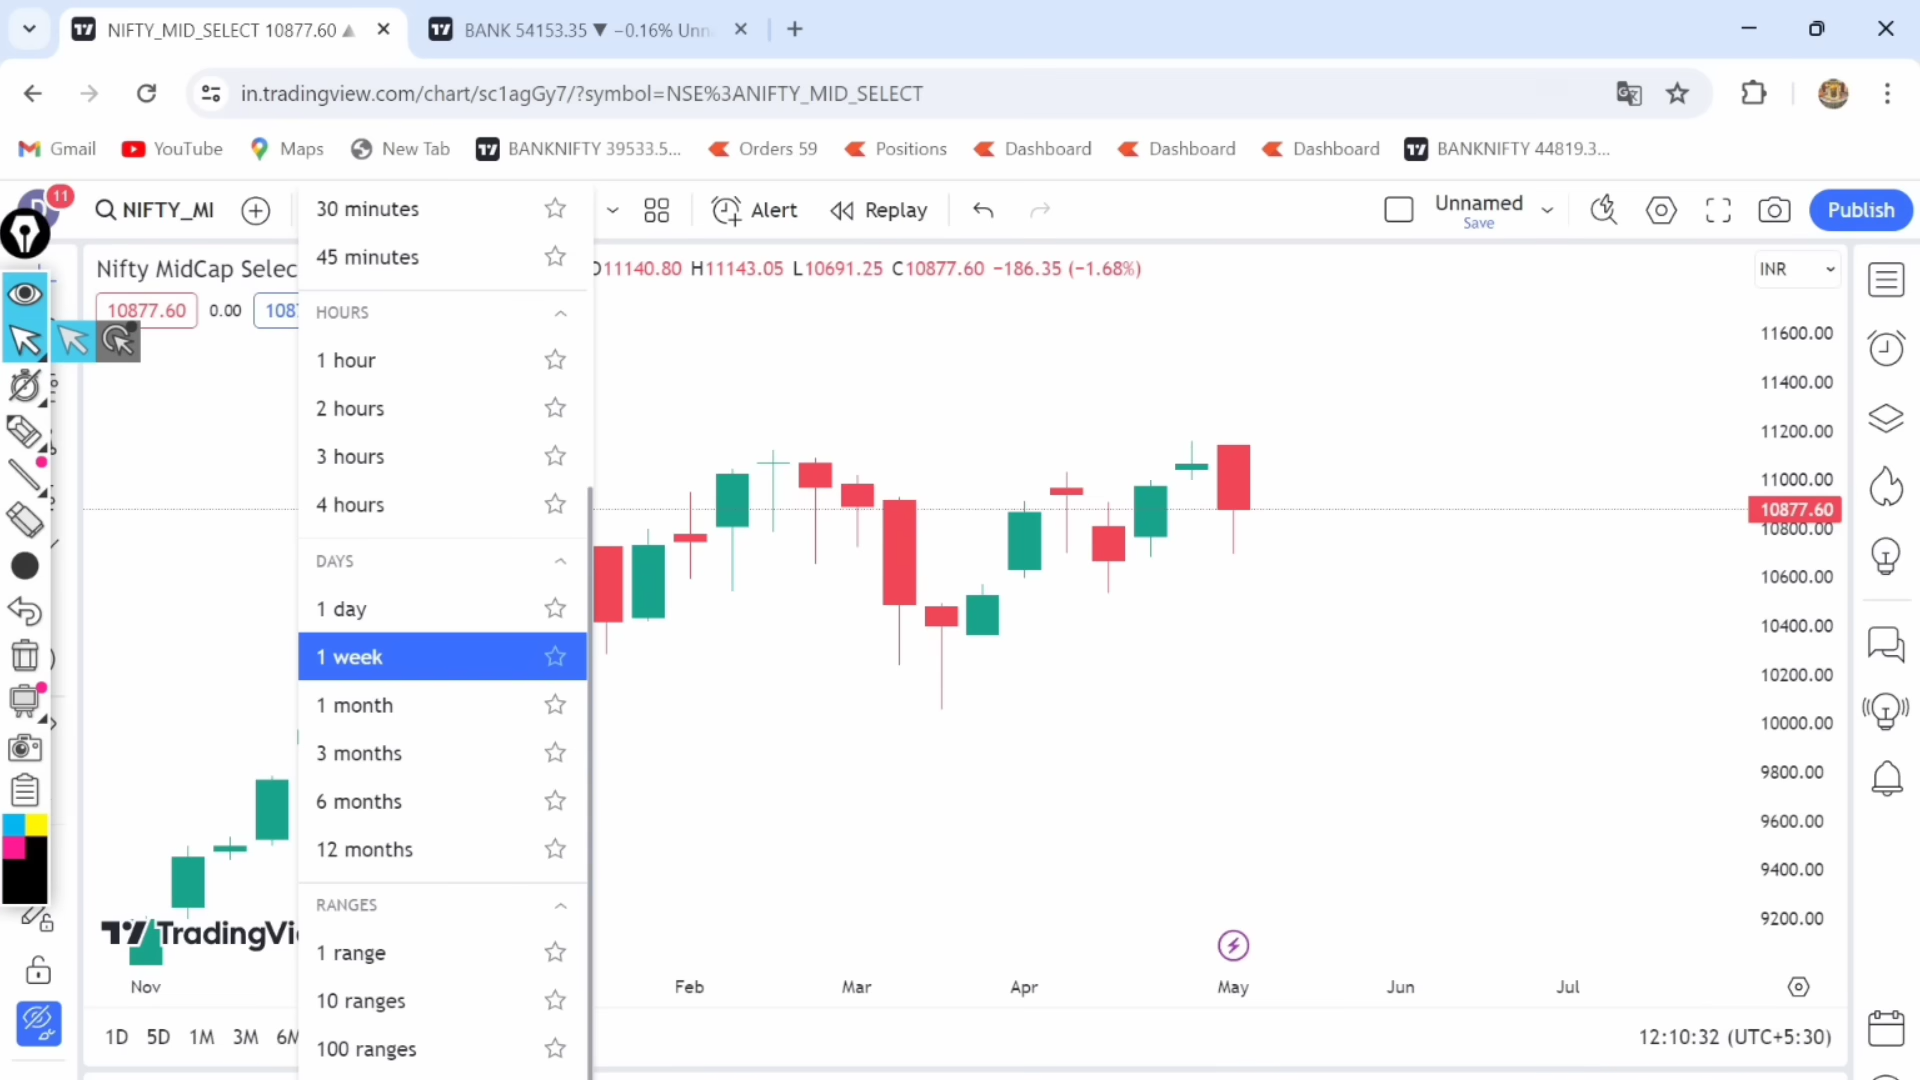 NIFTY_MID_SELECT 10877.60
BANK 54153.35 ▼ −0.16% Unn
in.tradingview.com/chart/sc1agGy7/?symbol=NSE%3ANIFTY_MID_SELECT
Gmail YouTube Maps New Tab BANKNIFTY 39533.5... Orders 59 Positions Dashboard Dashboard Dashboard BANKNIFTY 44819.3...
11
NIFTY_MI
Alert Replay
Unnamed
Save
Publish
Nifty MidCap Selec
O11140.80 H11143.05 L10691.25 C10877.60 −186.35 (−1.68%)
INR
10877.60 0.00 108
30 minutes
45 minutes
HOURS
1 hour
2 hours
3 hours
4 hours
DAYS
1 day
1 week
1 month
3 months
6 months
12 months
RANGES
1 range
10 ranges
100 ranges
11600.00
11400.00
11200.00
11000.00
10877.60
10800.00
10600.00
10400.00
10200.00
10000.00
9800.00
9600.00
9400.00
9200.00
TradingVi
Nov Feb Mar Apr May Jun Jul
1D 5D 1M 3M 6M
12:10:32 (UTC+5:30)